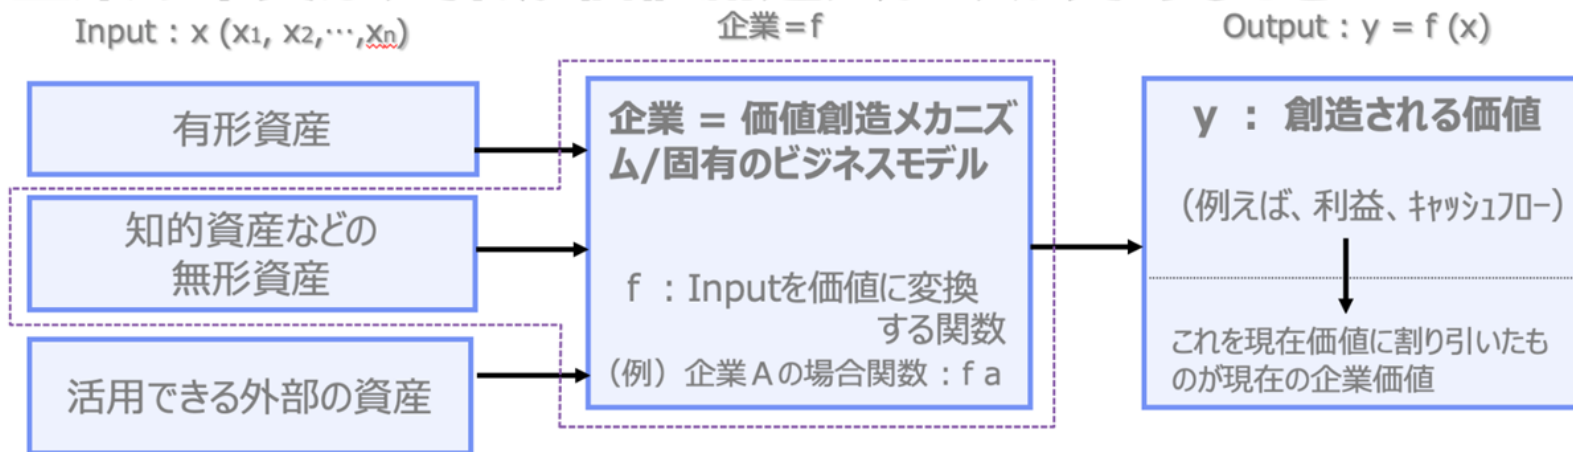 Input : x (x1, x2,…,xn)
企業=f
Output : y = f (x)
有形資産
知的資産などの
無形資産
活用できる外部の資産
企業 = 価値創造メカニズ
ム/固有のビジネスモデル
f :Inputを価値に変換
する関数
(例)企業Aの場合関数:f a
y : 創造される価値
(例えば、利益、ｷｬｯｼｭﾌﾛｰ)
これを現在価値に割り引いたも
のが現在の企業価値